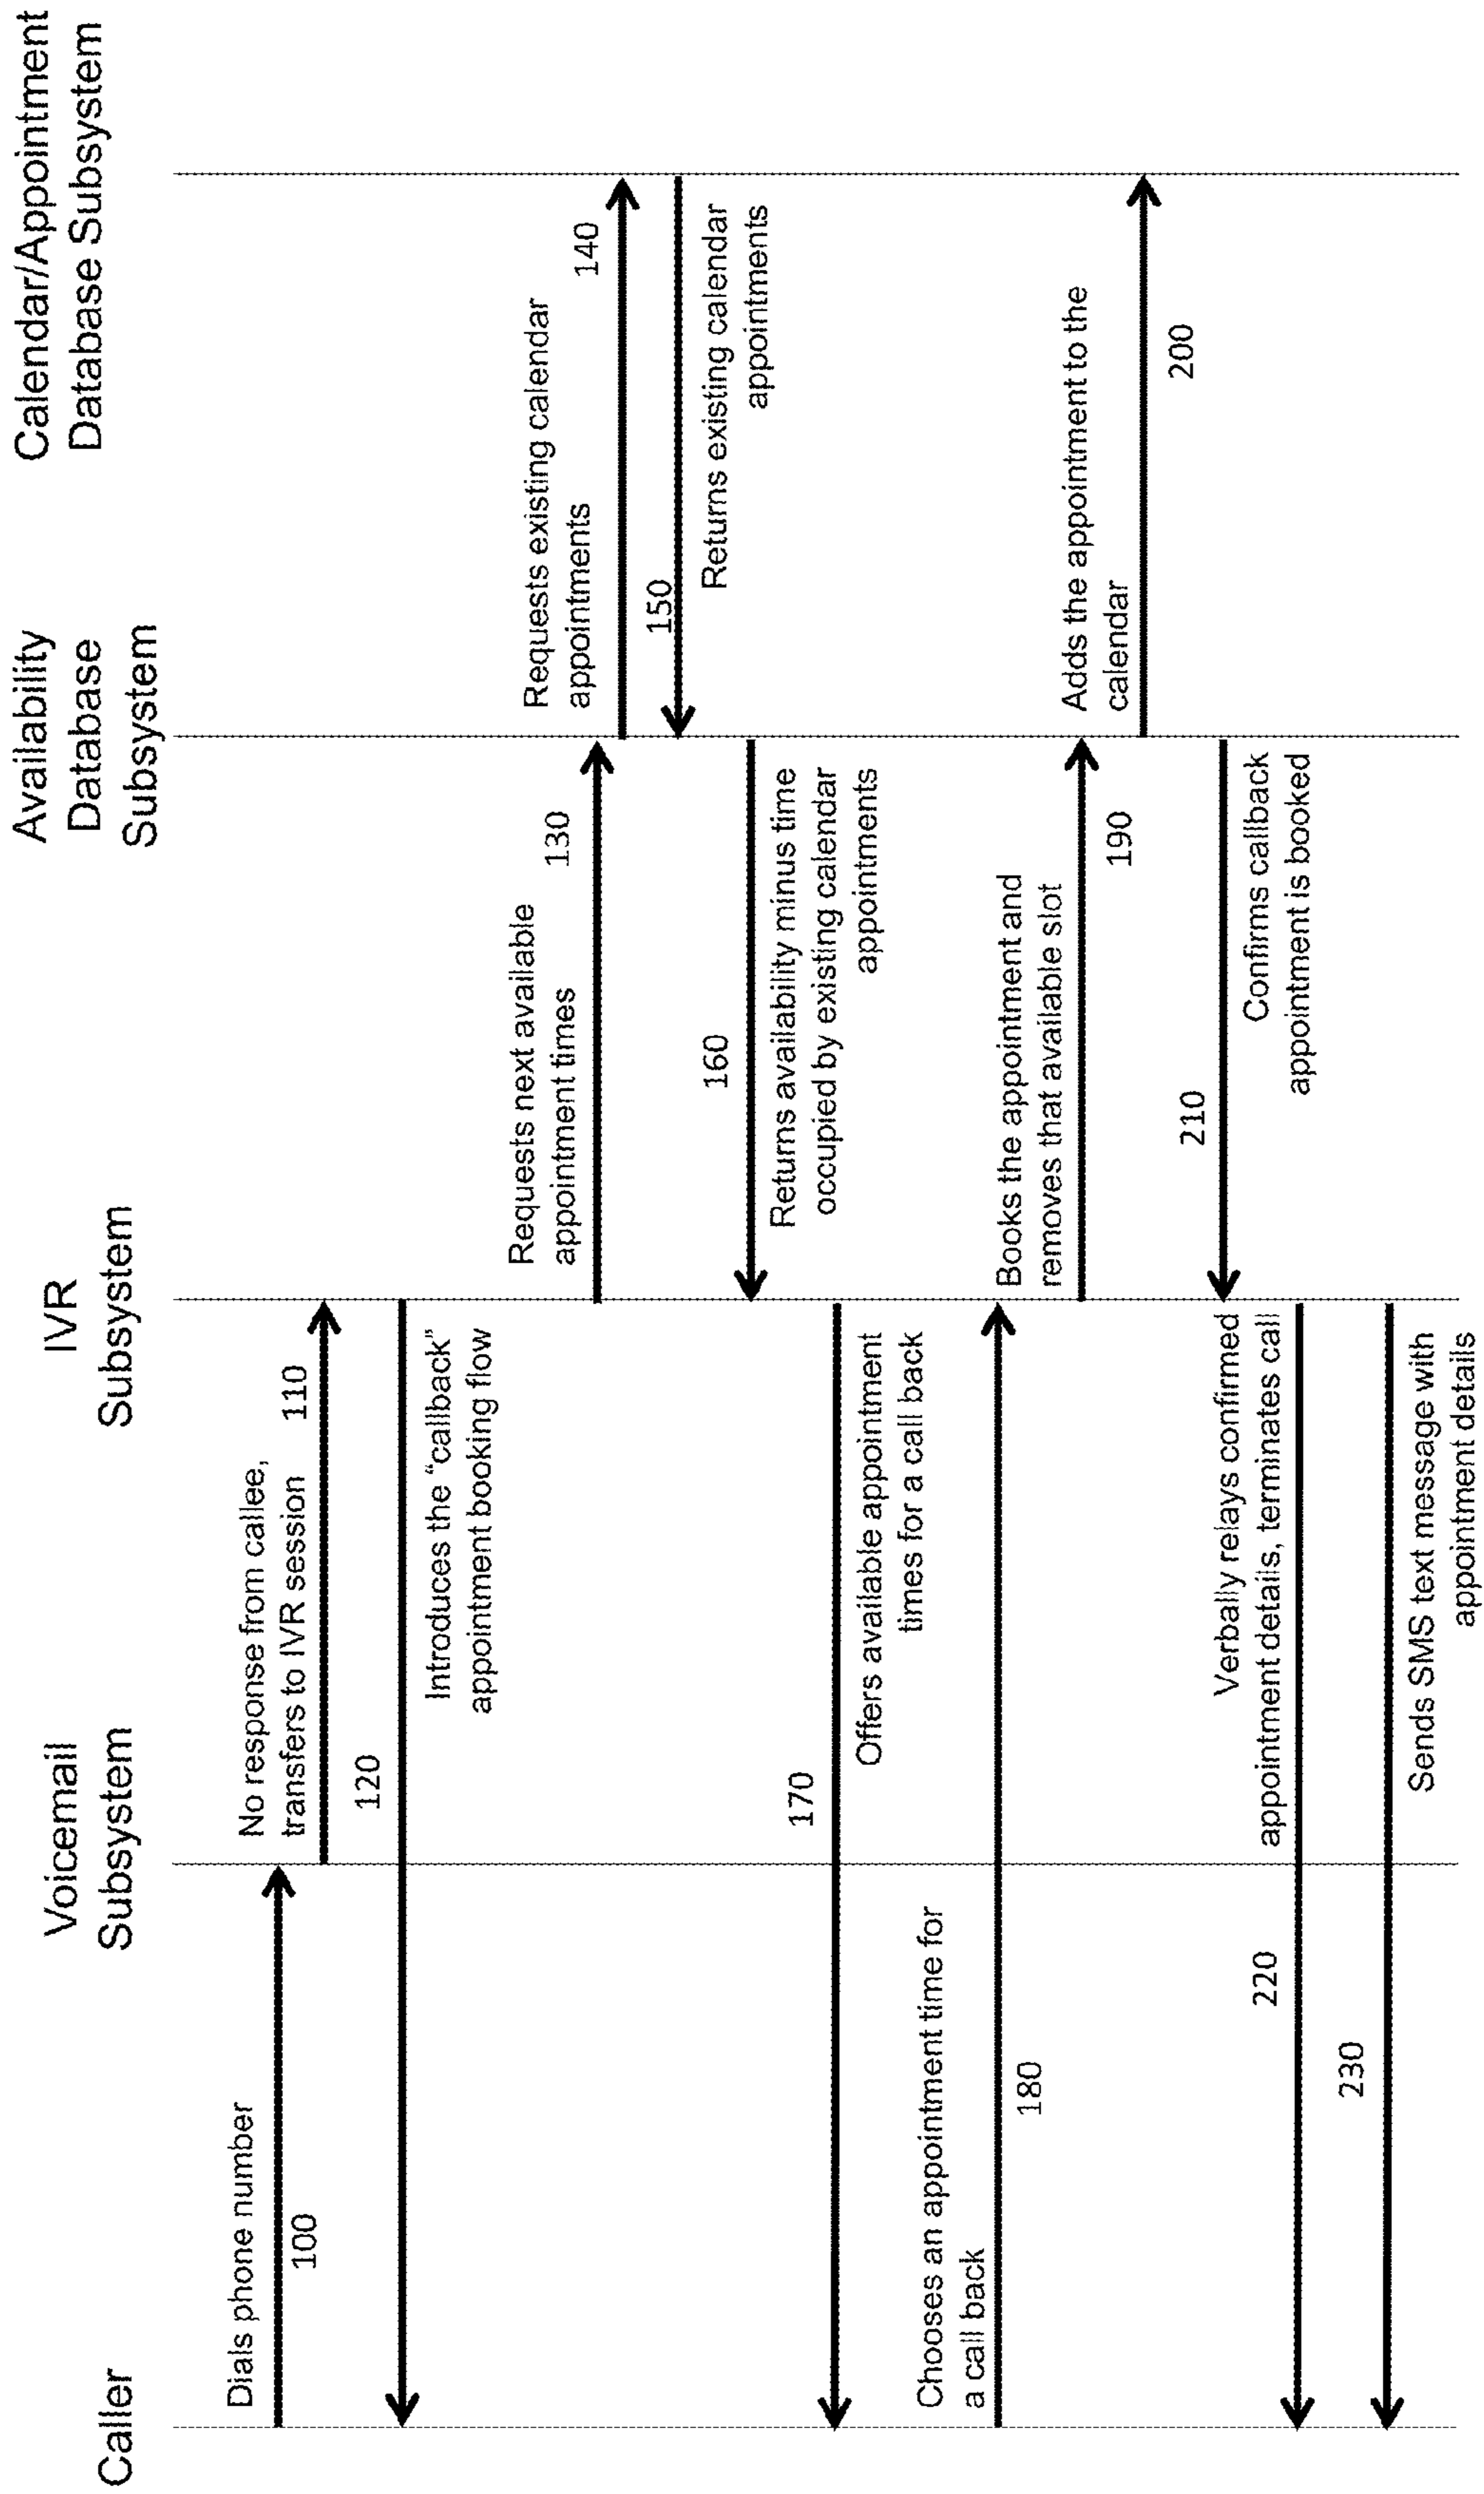 Caller
Voicemail
Subsystem
IVR
Subsystem
Availability
Database
Subsystem
Calendar/Appointment
Database Subsystem
Dials phone number
100
No response from callee,
transfers to IVR session
110
120
Introduces the “callback”
appointment booking flow
Requests next available
appointment times
130
Requests existing calendar
appointments
140
150
Returns existing calendar
appointments
160
Returns availability minus time
occupied by existing calendar
appointments
170
Offers available appointment
times for a call back
Chooses an appointment time for
a call back
180
Books the appointment and
removes that available slot
190
Adds the appointment to the
calendar
200
210
Confirms callback
appointment is booked
Verbally relays confirmed
appointment details, terminates call
220
230
Sends SMS text message with
appointment details